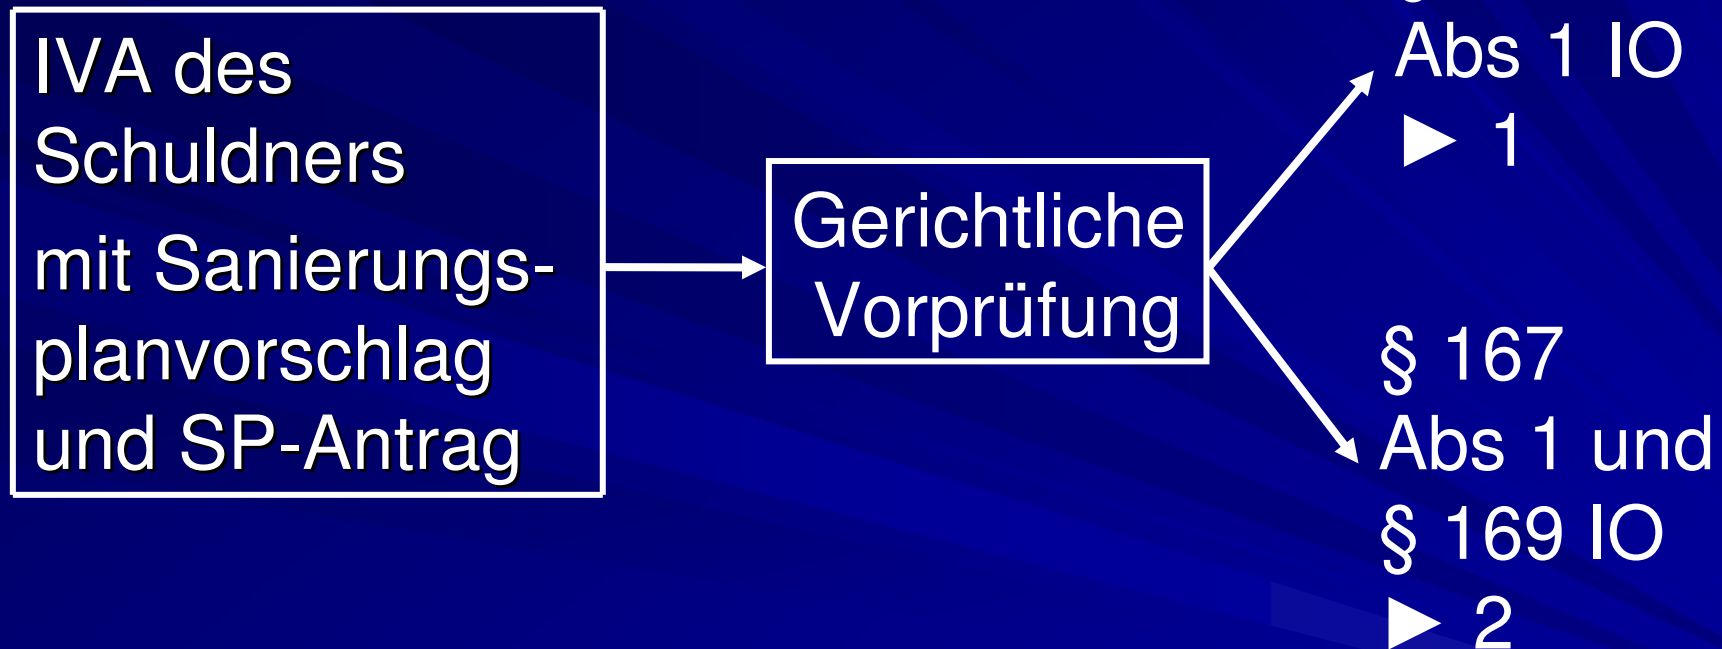 IVA des
Schuldners
mit Sanierungs-
planvorschlag
und SP-Antrag
Gerichtliche
Vorprüfung
Abs 1 IO
► 1
§ 167
Abs 1 und
§ 169 IO
► 2